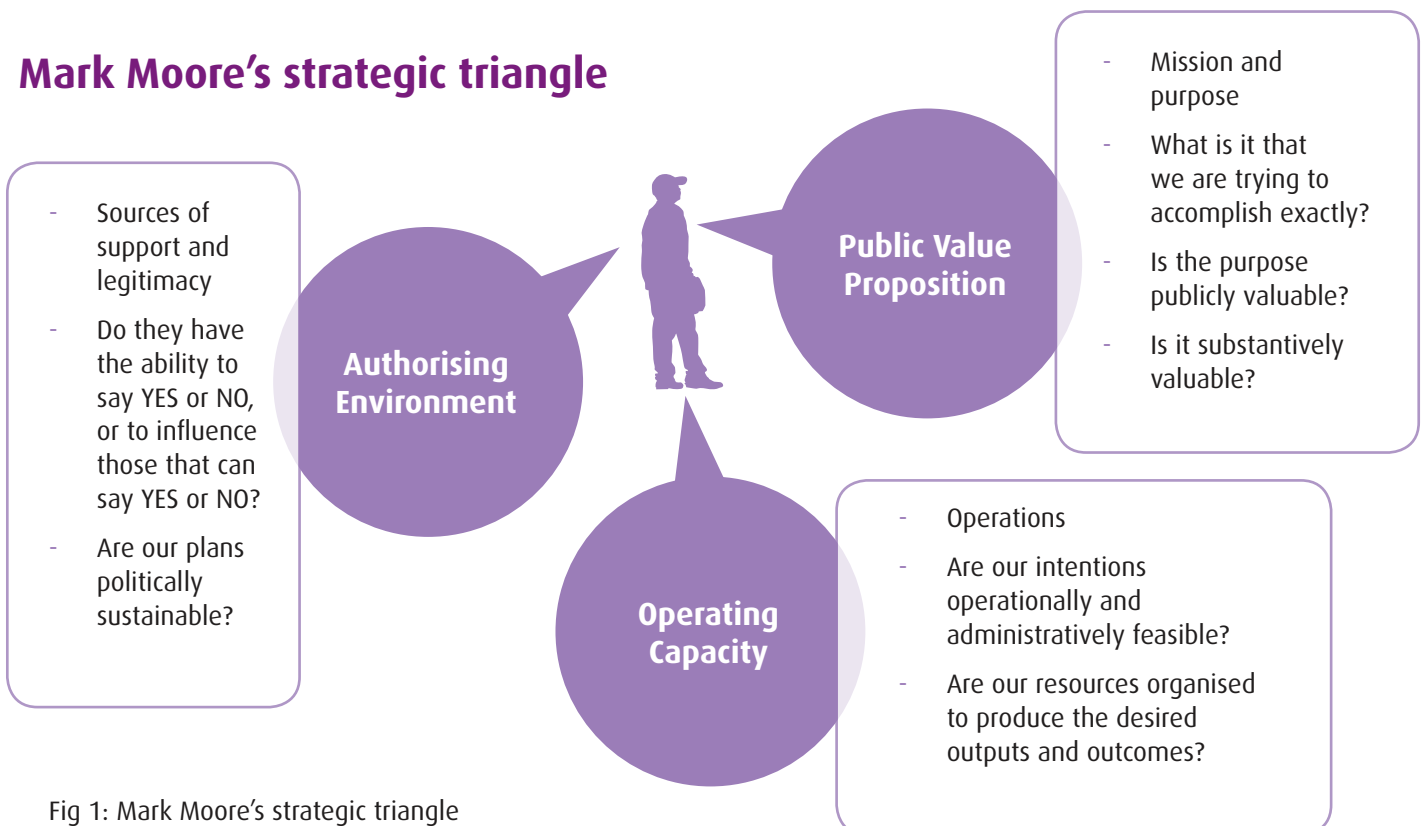 Mark Moore's strategic triangle
- Sources of
support and
legitimacy
- Do they have
the ability to
say YES or NO,
or to influence
those that can
say YES or NO?
- Are our plans
politically
sustainable?
Authorising
Environment
Public Value
Proposition
- Mission and
purpose
- What is it that
we are trying to
accomplish exactly?
- Is the purpose
publicly valuable?
- Is it substantively
valuable?
Operating
Capacity
- Operations
- Are our intentions
operationally and
administratively feasible?
- Are our resources organised
to produce the desired
outputs and outcomes?
Fig 1: Mark Moore's strategic triangle